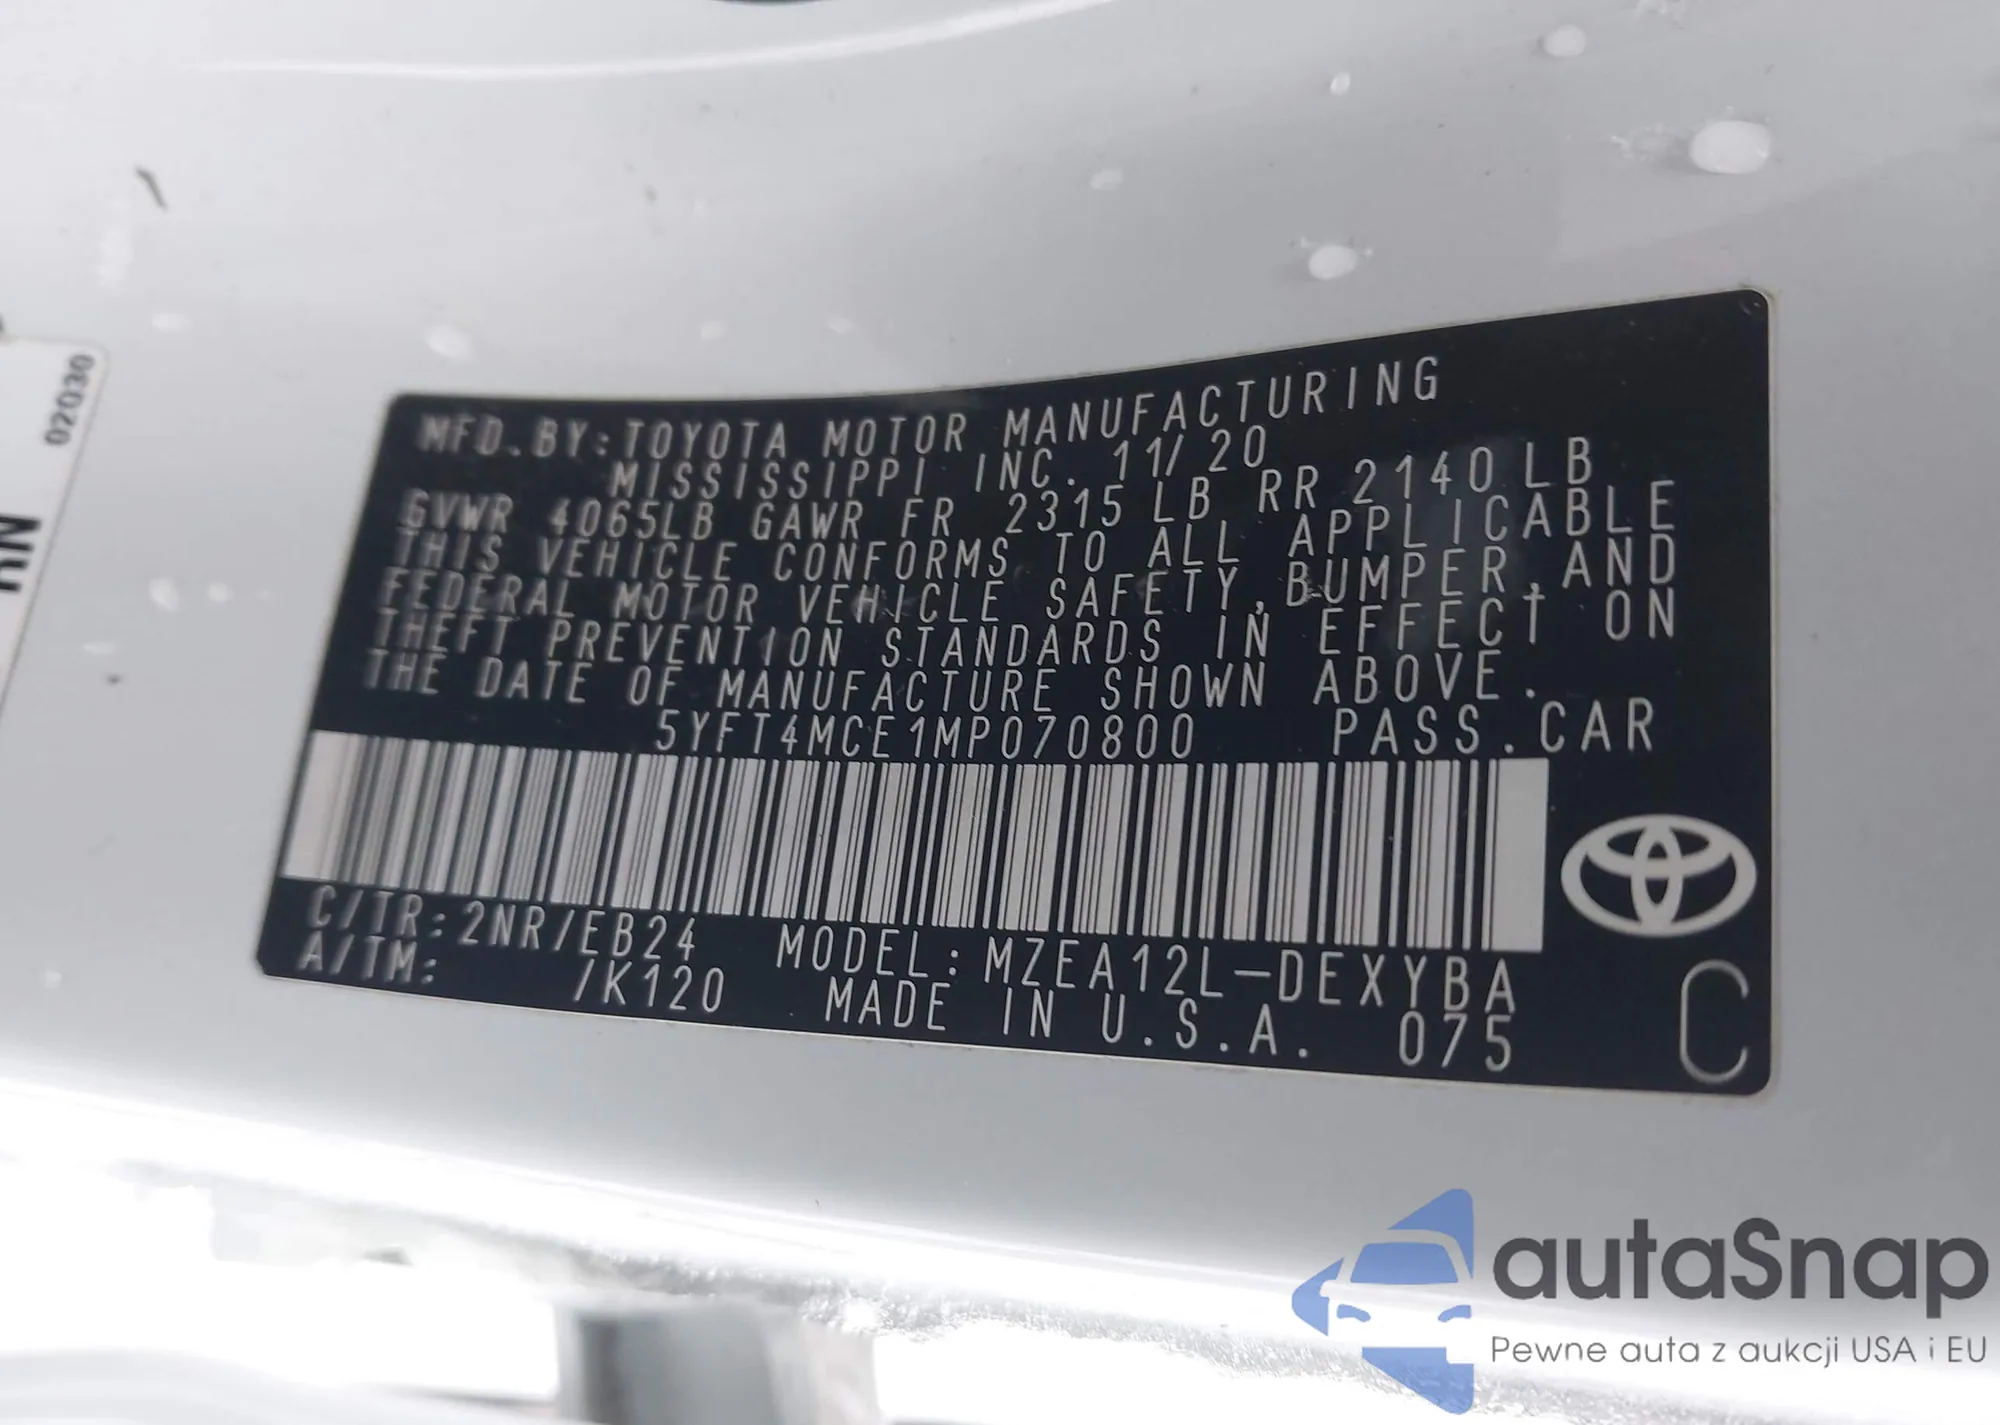 02030
MFD.BY:TOYOTA MOTOR MANUFACTURING
MISSISSIPPI INC. 11/20
GVWR 4065LB GAWR FR 2315 LB RR 2140 LB
THIS VEHICLE CONFORMS TO ALL APPLICABLE
FEDERAL MOTOR VEHICLE SAFETY,BUMPER,AND
THEFT PREVENTION STANDARDS IN EFFECT ON
THE DATE OF MANUFACTURE SHOWN ABOVE.
5YFT4MCE1MP070800 PASS.CAR
C/TR:2NR/EB24 MODEL:MZEA12L-DEXYBA
A/TM: /K120 MADE IN U.S.A. 075 C
autaSnap
Pewne auta z aukcji USA i EU